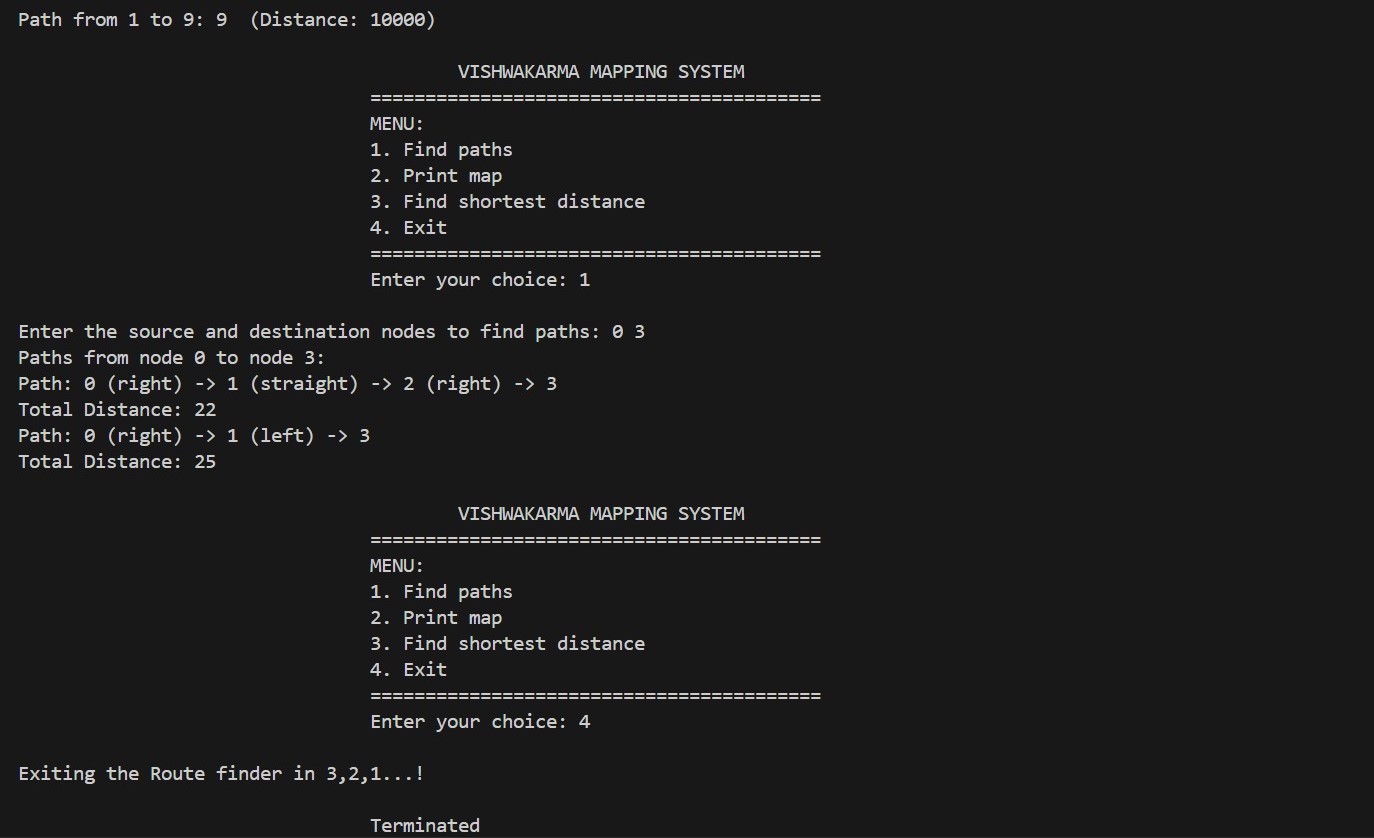 Path from 1 to 9: 9  (Distance: 10000)
VISHWAKARMA MAPPING SYSTEM
=========================================
MENU:
1. Find paths
2. Print map
3. Find shortest distance
4. Exit
=========================================
Enter your choice: 1
Enter the source and destination nodes to find paths: 0 3
Paths from node 0 to node 3:
Path: 0 (right) -> 1 (straight) -> 2 (right) -> 3
Total Distance: 22
Path: 0 (right) -> 1 (left) -> 3
Total Distance: 25
VISHWAKARMA MAPPING SYSTEM
=========================================
MENU:
1. Find paths
2. Print map
3. Find shortest distance
4. Exit
=========================================
Enter your choice: 4
Exiting the Route finder in 3,2,1...!
Terminated